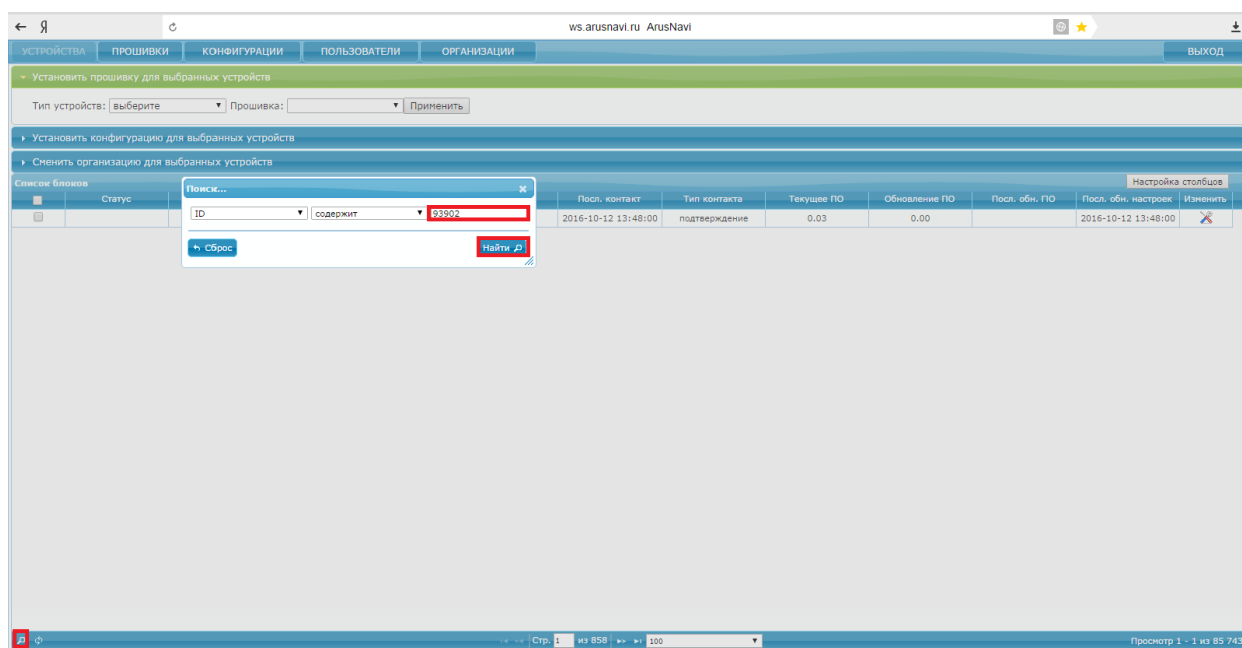 Я ws.arusnavi.ru ArusNavi
УСТРОЙСТВА ПРОШИВКИ КОНФИГУРАЦИИ ПОЛЬЗОВАТЕЛИ ОРГАНИЗАЦИИ ВЫХОД
Установить прошивку для выбранных устройств
Тип устройств: выберите Прошивка: Применить
Установить конфигурацию для выбранных устройств
Сменить организацию для выбранных устройств
Список блоков Настройка столбцов
Статус Посл. контакт Тип контакта Текущее ПО Обновление ПО Посл. обн. ПО Посл. обн. настроек Изменить
2016-10-12 13:48:00 подтверждение 0.03 0.00 2016-10-12 13:48:00
Поиск...
ID содержит 93902
Сброс Найти
Стр. 1 из 858 100 Просмотр 1 - 1 из 85 743